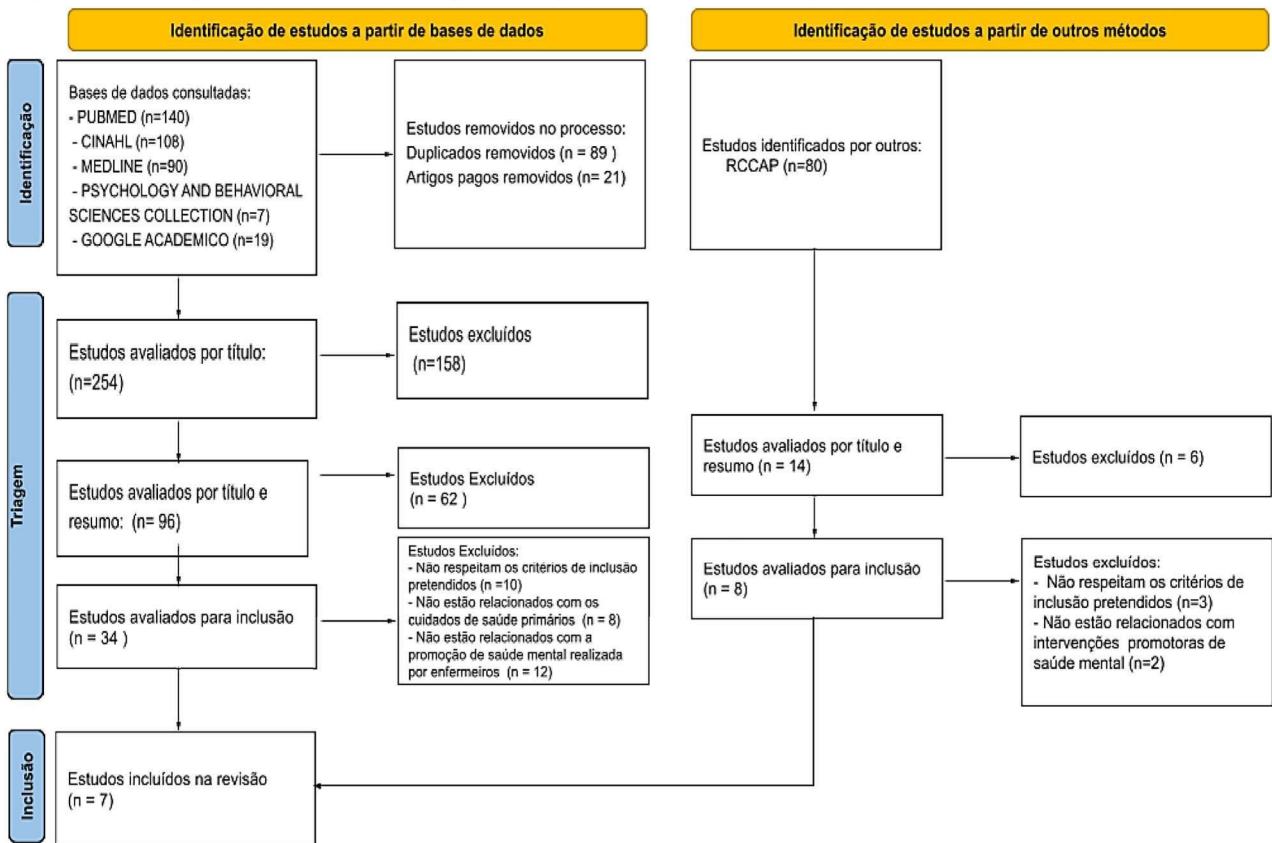 Identificação de estudos a partir de bases de dados
Identificação de estudos a partir de outros métodos
Identificação
Bases de dados consultadas:
- PUBMED (n=140)
- CINAHL (n=108)
- MEDLINE (n=90)
- PSYCHOLOGY AND BEHAVIORAL
SCIENCES COLLECTION (n=7)
- GOOGLE ACADEMICO (n=19)
Estudos removidos no processo:
Duplicados removidos (n = 89 )
Artigos pagos removidos (n= 21)
Estudos identificados por outros:
RCCAP (n=80)
Triagem
Estudos avaliados por título:
(n=254)
Estudos excluídos
(n=158)
Estudos avaliados por título e
resumo: (n= 96)
Estudos Excluídos
(n = 62 )
Estudos avaliados por título e
resumo (n = 14)
Estudos excluídos (n = 6)
Estudos avaliados para inclusão
(n = 34 )
Estudos Excluídos:
- Não respeitam os critérios de inclusão
pretendidos (n =10)
- Não estão relacionados com os
cuidados de saúde primários (n = 8)
- Não estão relacionados com a
promoção de saúde mental realizada
por enfermeiros (n = 12)
Estudos avaliados para inclusão
(n = 8)
Estudos excluídos:
- Não respeitam os critérios de
inclusão pretendidos (n=3)
- Não estão relacionados com
intervenções promotoras de
saúde mental (n=2)
Inclusão
Estudos incluídos na revisão
(n = 7)